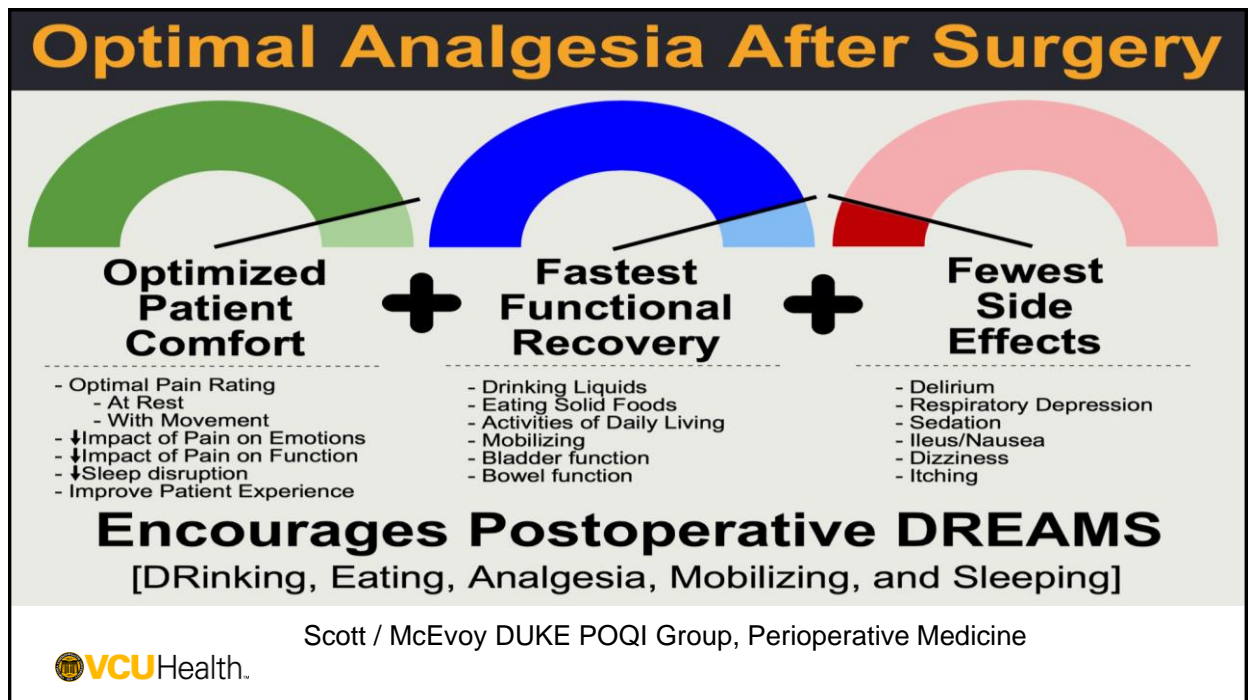 Optimal Analgesia After Surgery
Optimized
Patient
Comfort
- Optimal Pain Rating
- At Rest
- With Movement
- ⬇Impact of Pain on Emotions
- ⬇Impact of Pain on Function
- ⬇Sleep disruption
- Improve Patient Experience
+
Fastest
Functional
Recovery
- Drinking Liquids
- Eating Solid Foods
- Activities of Daily Living
- Mobilizing
- Bladder function
- Bowel function
+
Fewest
Side
Effects
- Delirium
- Respiratory Depression
- Sedation
- Ileus/Nausea
- Dizziness
- Itching
Encourages Postoperative DREAMS
[DRinking, Eating, Analgesia, Mobilizing, and Sleeping]
Scott / McEvoy DUKE POQI Group, Perioperative Medicine
VCUHealth™